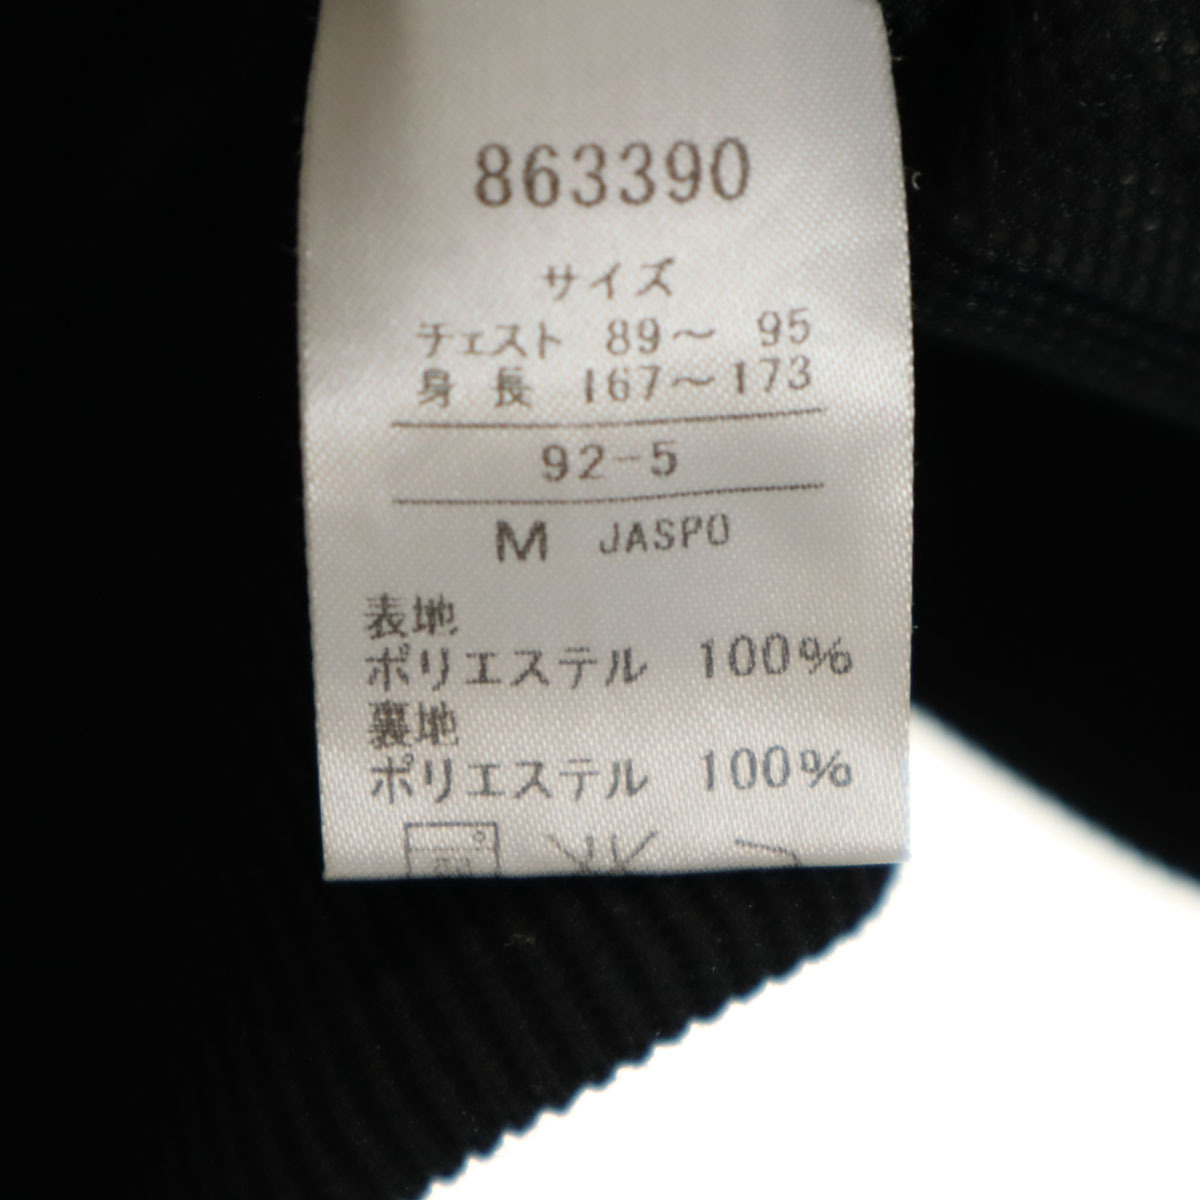 863390
サイズ
チェスト 89～ 95
身 長 167～173
92-5
M JASPO
表地
ポリエステル 100%
裏地
ポリエステル 100%